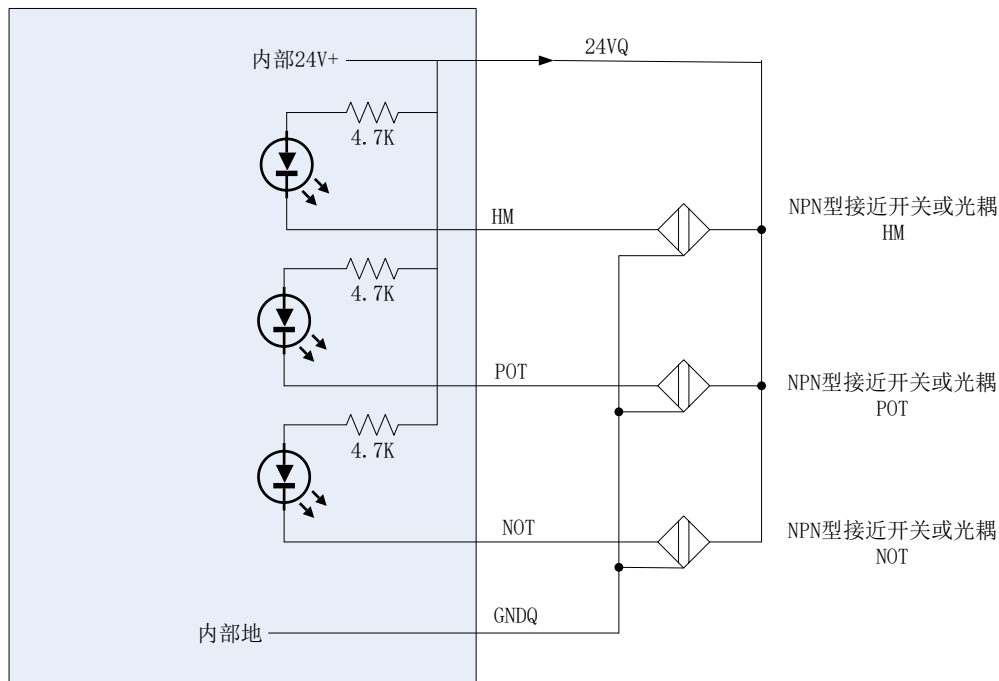 内部24V+
24VQ
4.7K
HM
NPN型接近开关或光耦
HM
4.7K
POT
NPN型接近开关或光耦
POT
4.7K
NOT
NPN型接近开关或光耦
NOT
GNDQ
内部地